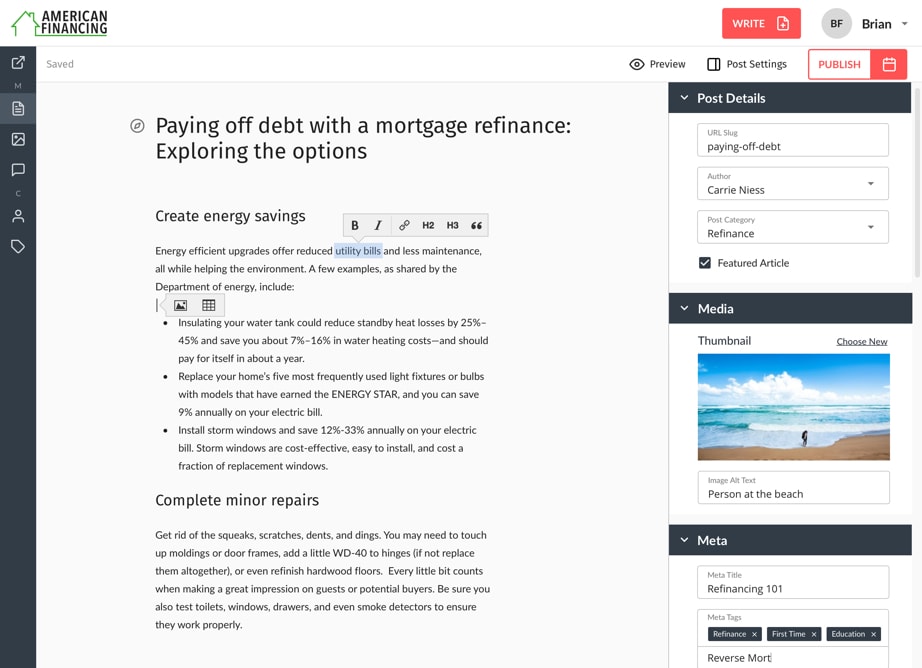 AMERICAN
FINANCING
WRITE
BF
Brian
Saved
Preview
Post Settings
PUBLISH
M
C
Paying off debt with a mortgage refinance:
Exploring the options
Create energy savings
B I H2 H3 “
Energy efficient upgrades offer reduced utility bills and less maintenance,
all while helping the environment. A few examples, as shared by the
Department of energy, include:
• Insulating your water tank could reduce standby heat losses by 25%–
45% and save you about 7%–16% in water heating costs—and should
pay for itself in about a year.
• Replace your home's five most frequently used light fixtures or bulbs
with models that have earned the ENERGY STAR, and you can save
9% annually on your electric bill.
• Install storm windows and save 12%-33% annually on your electric
bill. Storm windows are cost-effective, easy to install, and cost a
fraction of replacement windows.
Complete minor repairs
Get rid of the squeaks, scratches, dents, and dings. You may need to touch
up moldings or door frames, add a little WD-40 to hinges (if not replace
them altogether), or even refinish hardwood floors. Every little bit counts
when making a great impression on guests or potential buyers. Be sure you
also test toilets, windows, drawers, and even smoke detectors to ensure
they work properly.
Post Details
URL Slug
paying-off-debt
Author
Carrie Niess
Post Category
Refinance
Featured Article
Media
Thumbnail
Choose New
Image Alt Text
Person at the beach
Meta
Meta Title
Refinancing 101
Meta Tags
Refinance × First Time × Education ×
Reverse Mort